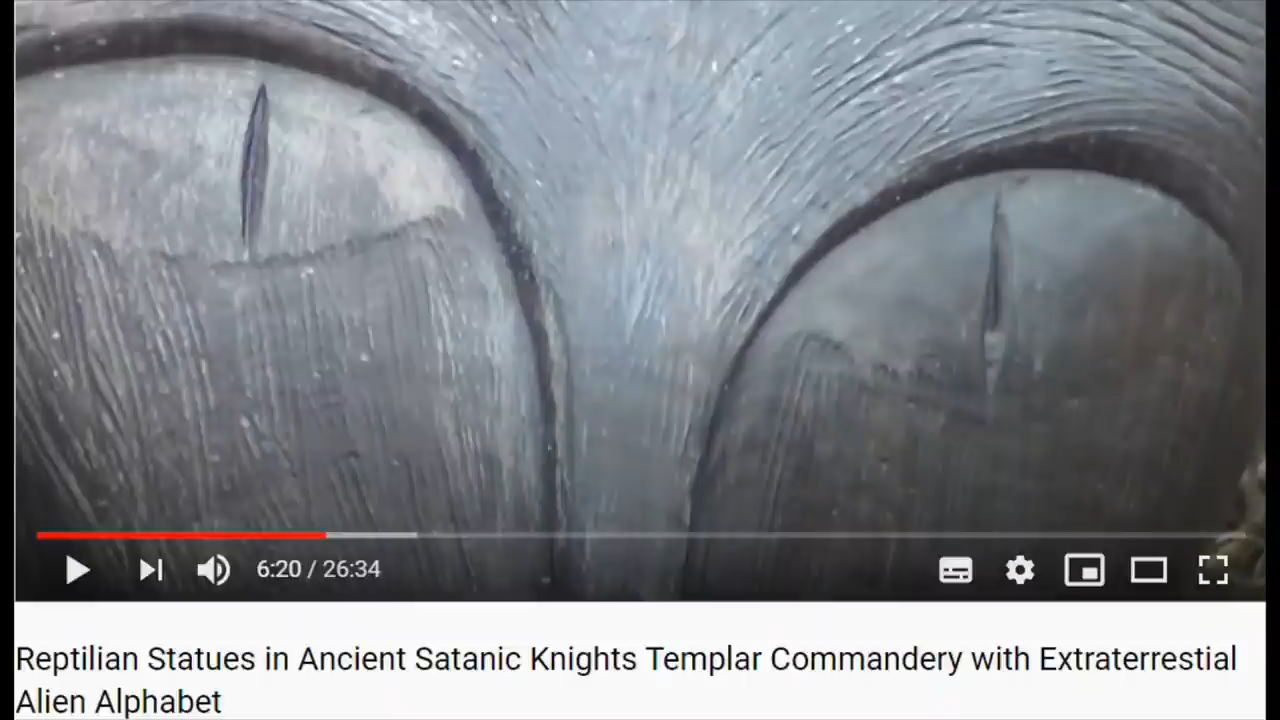 6:20 / 26:34
Reptilian Statues in Ancient Satanic Knights Templar Commandery with Extraterrestial
Alien Alphabet